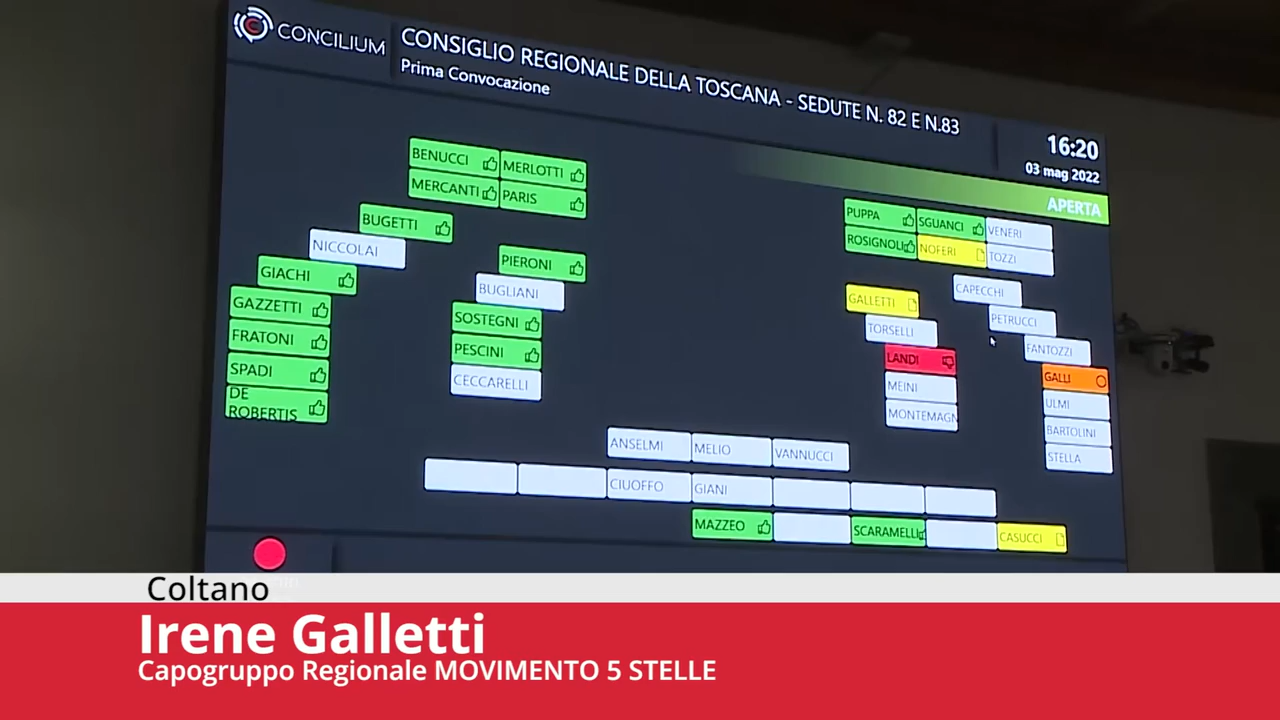 CONCILIUM
CONSIGLIO REGIONALE DELLA TOSCANA - SEDUTE N. 82 E N.83
Prima Convocazione
16:20
03 mag 2022
APERTA
BENUCCI MERLOTTI
MERCANTI PARIS
BUGETTI
NICCOLAI
GIACHI
GAZZETTI
FRATONI
SPADI
DE
ROBERTIS
PIERONI
BUGLIANI
SOSTEGNI
PESCINI
CECCARELLI
PUPPA SGUANCI VENERI
ROSIGNOLI NOFERI TOZZI
GALLETTI
TORSELLI
LANDI
MEINI
MONTEMAGN
CAPECCHI
PETRUCCI
FANTOZZI
GALLI
ULMI
BARTOLINI
STELLA
ANSELMI MELIO VANNUCCI
CIUOFFO GIANI
MAZZEO SCARAMELLI CASUCCI
Coltano
Irene Galletti
Capogruppo Regionale MOVIMENTO 5 STELLE